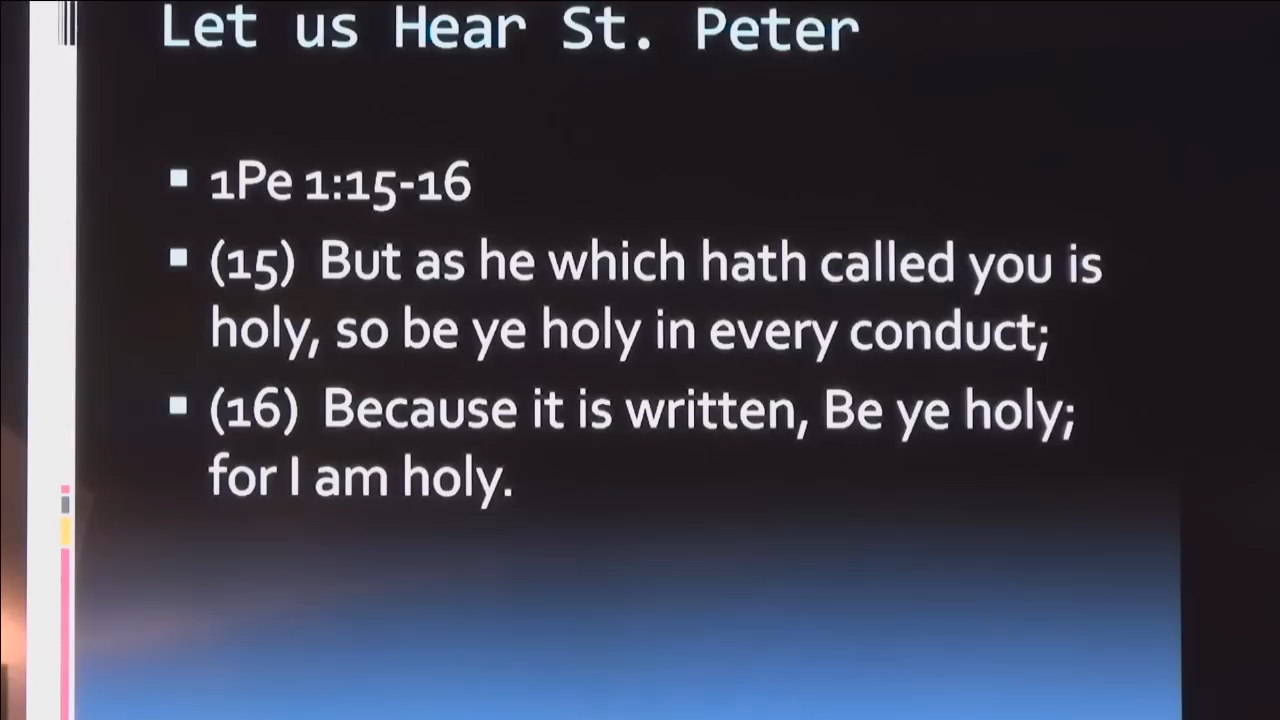 Let us Hear St. Peter
1Pe 1:15-16
(15) But as he which hath called you is
holy, so be ye holy in every conduct;
(16) Because it is written, Be ye holy;
for I am holy.